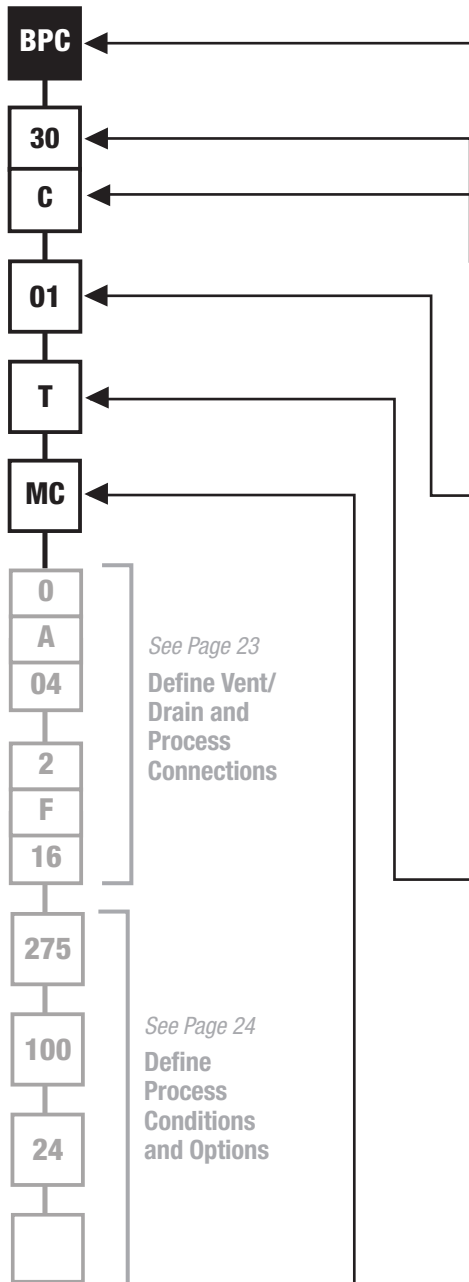 BPC
30
C
01
T
MC
0
A
04
2
F
16
See Page 23
Define Vent/
Drain and
Process
Connections
275
100
24
See Page 24
Define
Process
Conditions
and Options